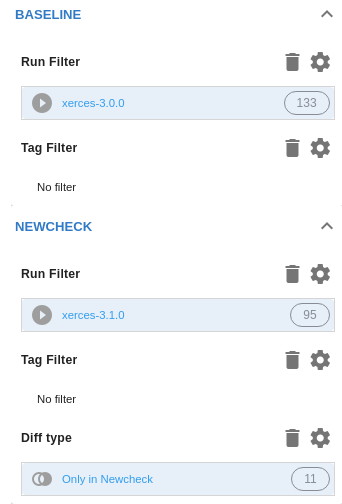 BASELINE
Run Filter
xerces-3.0.0 133
Tag Filter
No filter
NEWCHECK
Run Filter
xerces-3.1.0 95
Tag Filter
No filter
Diff type
Only in Newcheck 11